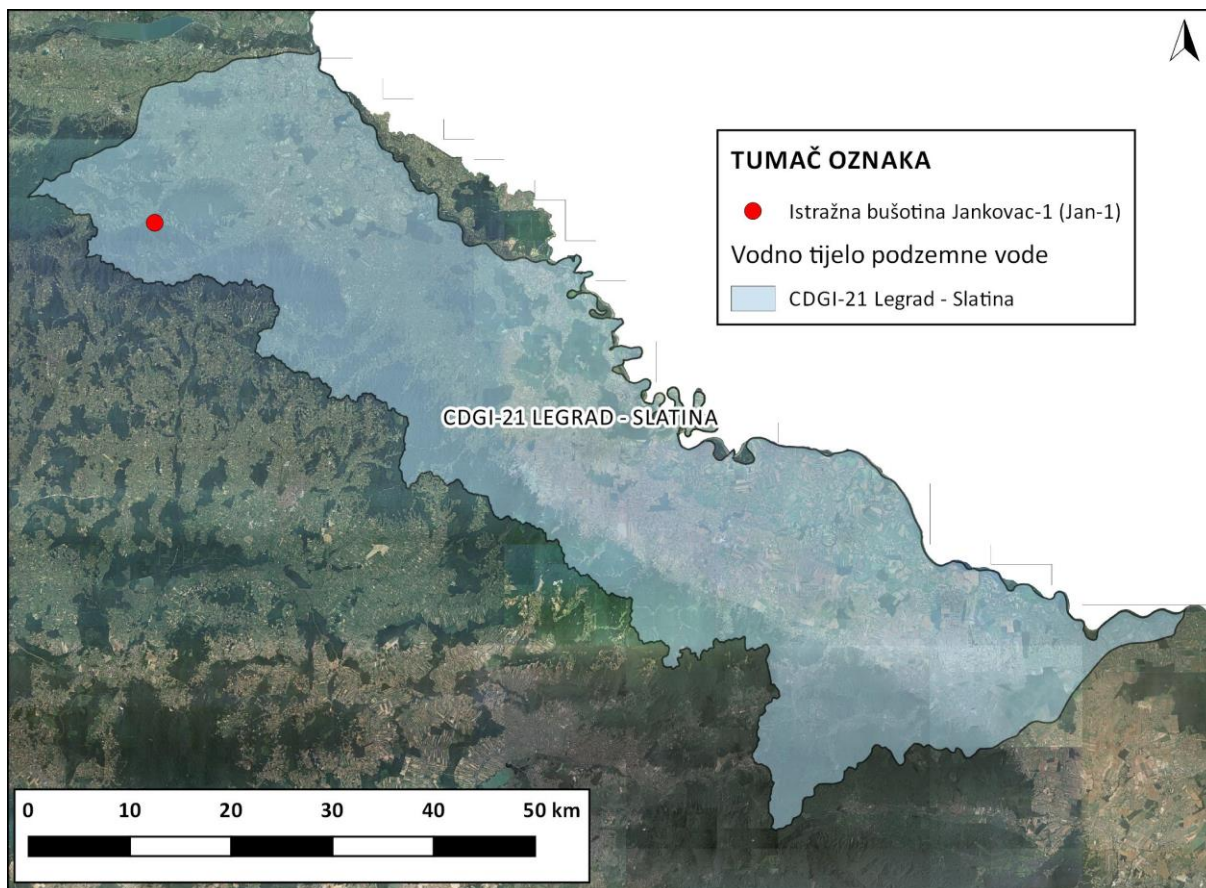 TUMAČ OZNAKA
Istražna bušotina Jankovac-1 (Jan-1)
Vodno tijelo podzemne vode
CDGI-21 Legrad - Slatina
CDGI-21 LEGRAD - SLATINA
0 10 20 30 40 50 km